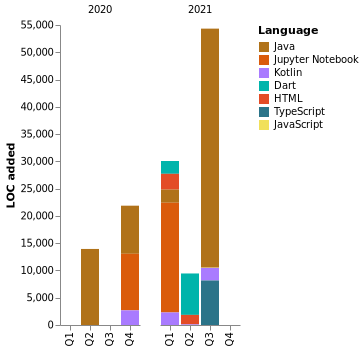 2020
2021
LOC added
55,000
50,000
45,000
40,000
35,000
30,000
25,000
20,000
15,000
10,000
5,000
0
Q1
Q2
Q3
Q4
Q1
Q2
Q3
Q4
Language
Java
Jupyter Notebook
Kotlin
Dart
HTML
TypeScript
JavaScript